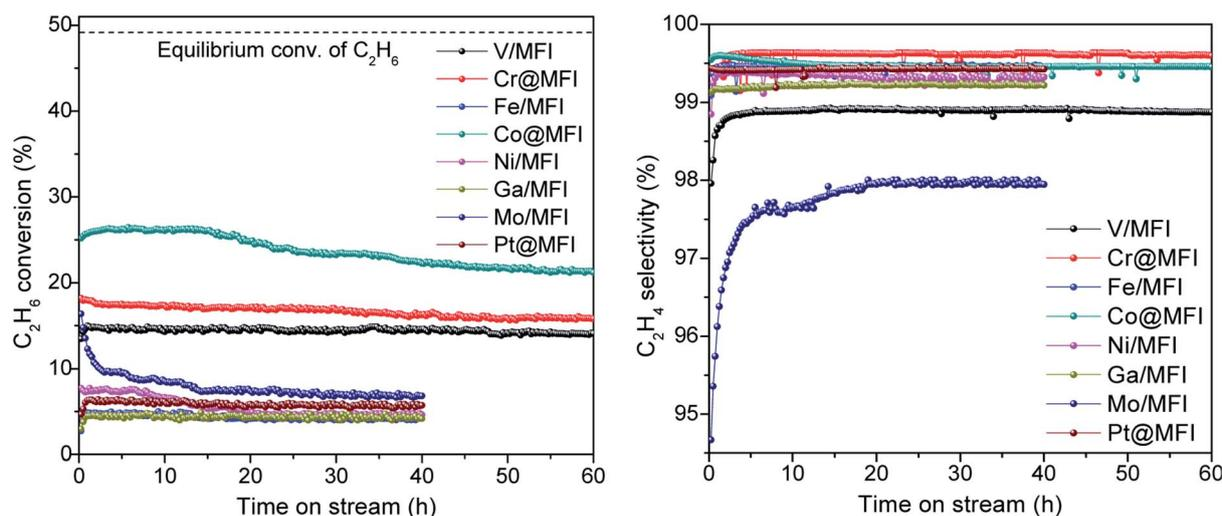 50
40
30
20
10
0
C₂H₆ conversion (%)
Equilibrium conv. of C₂H₆
V/MFI
Cr@MFI
Fe/MFI
Co@MFI
Ni/MFI
Ga/MFI
Mo/MFI
Pt@MFI
0 10 20 30 40 50 60
Time on stream (h)
100
99
98
97
96
95
C₂H₄ selectivity (%)
V/MFI
Cr@MFI
Fe/MFI
Co@MFI
Ni/MFI
Ga/MFI
Mo/MFI
Pt@MFI
0 10 20 30 40 50 60
Time on stream (h)